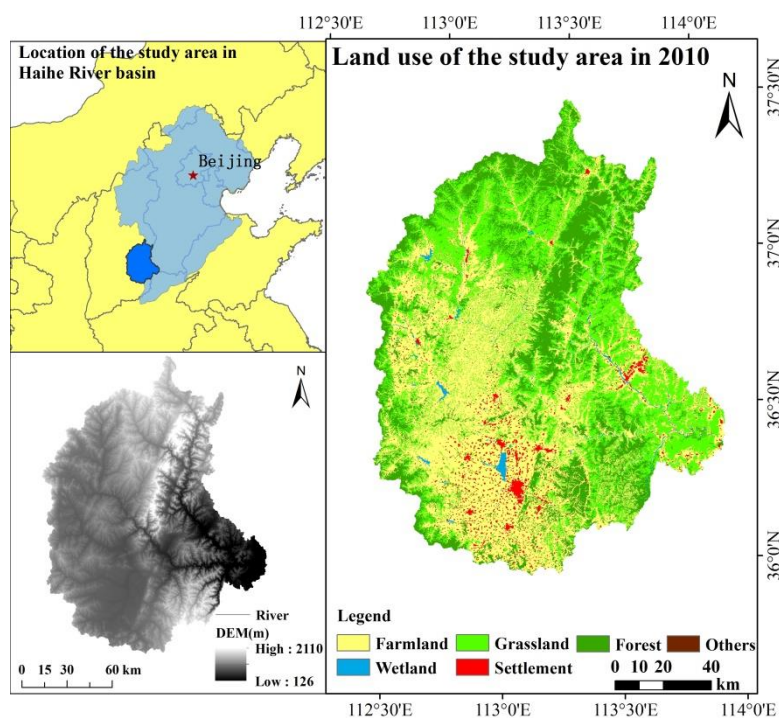 Location of the study area in
Haihe River basin
Beijing
N
River
DEM(m)
High : 2110
Low : 126
0 15 30 60 km
112°30'E 113°0'E 113°30'E 114°0'E
Land use of the study area in 2010
N
37°30'N
37°0'N
36°30'N
36°0'N
Legend
Farmland Grassland Forest Others
Wetland Settlement
0 10 20 40
km
112°30'E 113°0'E 113°30'E 114°0'E